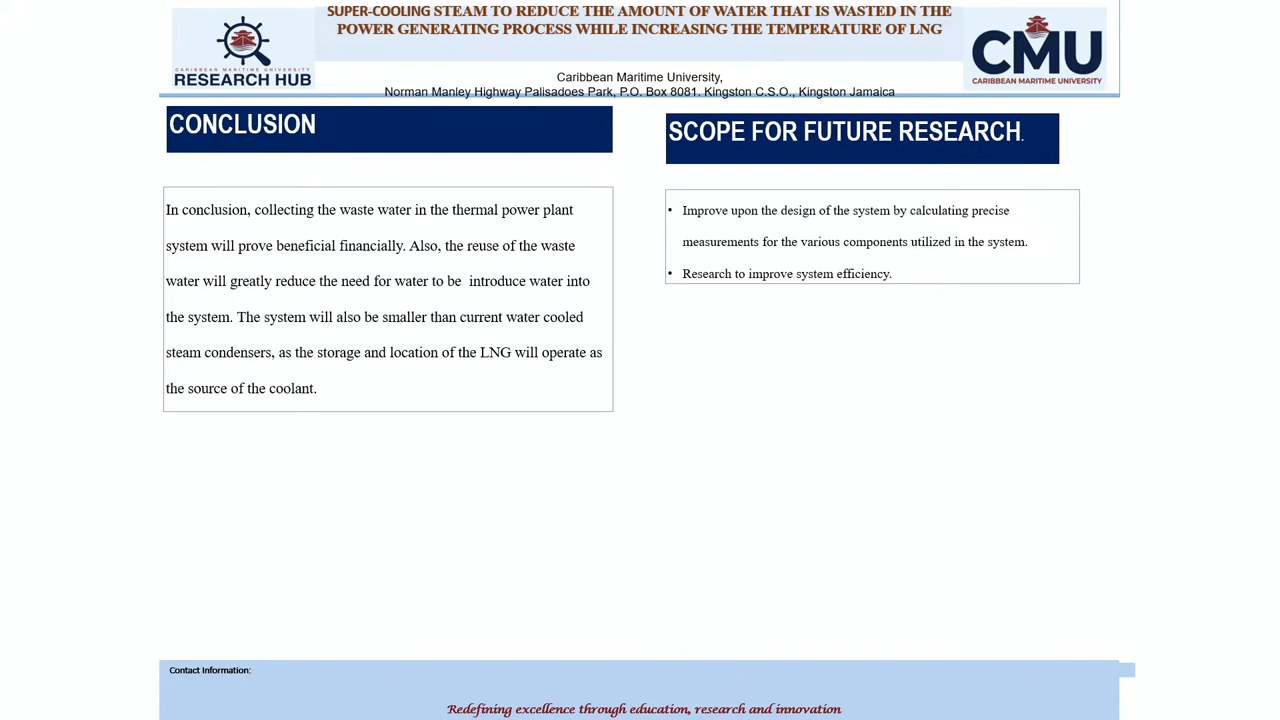 SUPER-COOLING STEAM TO REDUCE THE AMOUNT OF WATER THAT IS WASTED IN THE
POWER GENERATING PROCESS WHILE INCREASING THE TEMPERATURE OF LNG
CARIBBEAN MARITIME UNIVERSITY
RESEARCH HUB
CMU
CARIBBEAN MARITIME UNIVERSITY
Caribbean Maritime University,
Norman Manley Highway Palisadoes Park, P.O. Box 8081. Kingston C.S.O., Kingston Jamaica
CONCLUSION
In conclusion, collecting the waste water in the thermal power plant
system will prove beneficial financially. Also, the reuse of the waste
water will greatly reduce the need for water to be  introduce water into
the system. The system will also be smaller than current water cooled
steam condensers, as the storage and location of the LNG will operate as
the source of the coolant.
SCOPE FOR FUTURE RESEARCH.
• Improve upon the design of the system by calculating precise
measurements for the various components utilized in the system.
• Research to improve system efficiency.
Contact Information:
Redefining excellence through education, research and innovation